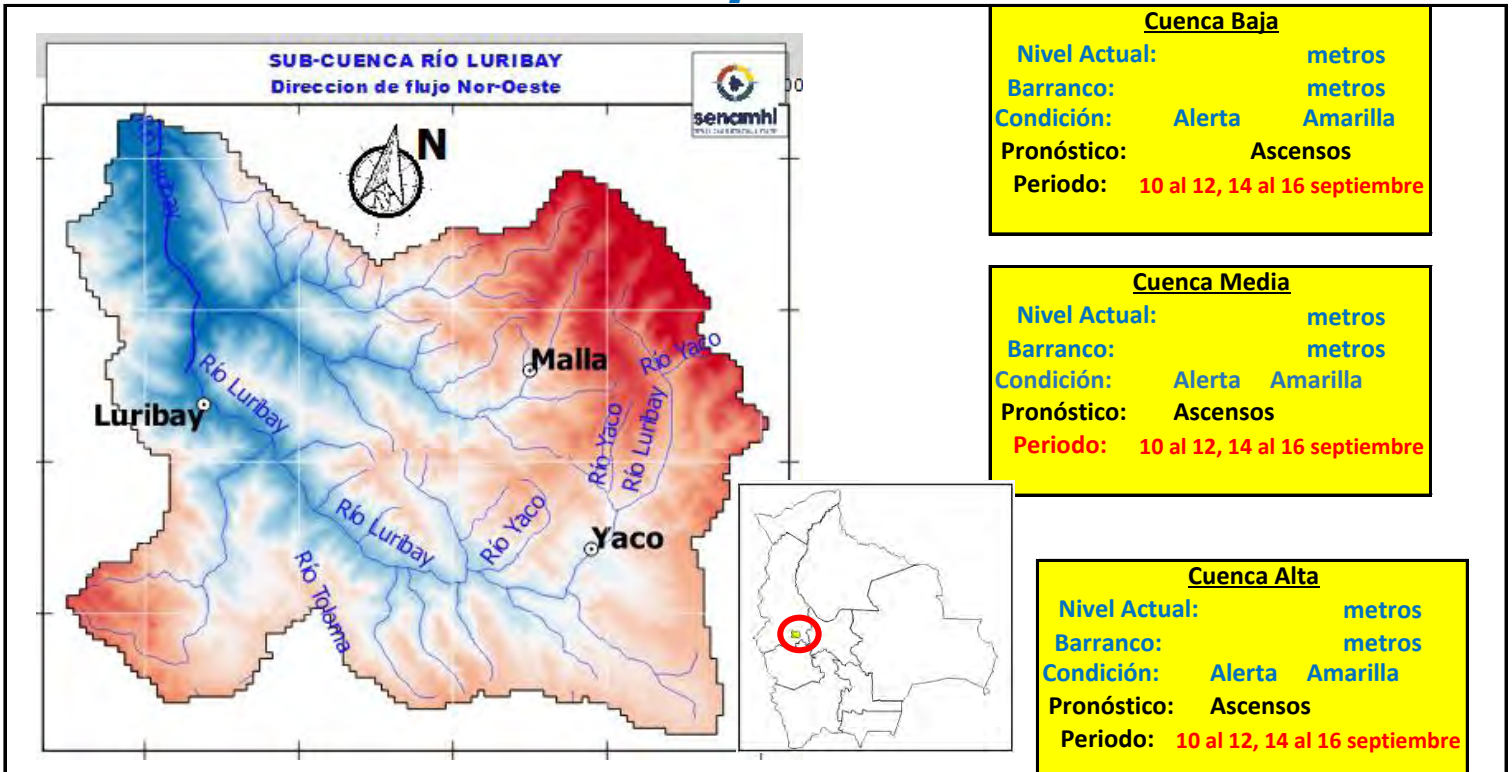 SUB-CUENCA RÍO LURIBAY
Direccion de flujo Nor-Oeste
senamhi
00
N
Río Luribay
Malla
Río Yaco
Luribay
Río Luribay
Río Yaco
Río Luribay
Río Luribay
Río Yaco
Yaco
Río Toloma
Cuenca Baja
Nivel Actual: metros
Barranco: metros
Condición: Alerta Amarilla
Pronóstico: Ascensos
Periodo: 10 al 12, 14 al 16 septiembre
Cuenca Media
Nivel Actual: metros
Barranco: metros
Condición: Alerta Amarilla
Pronóstico: Ascensos
Periodo: 10 al 12, 14 al 16 septiembre
Cuenca Alta
Nivel Actual: metros
Barranco: metros
Condición: Alerta Amarilla
Pronóstico: Ascensos
Periodo: 10 al 12, 14 al 16 septiembre